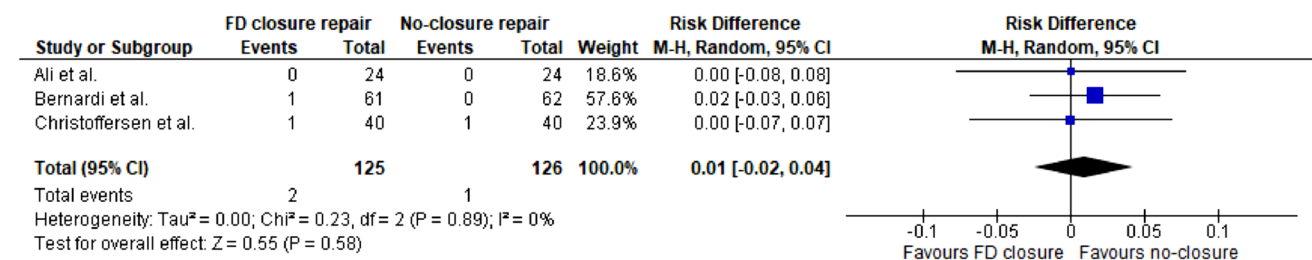 FD closure repair No-closure repair Risk Difference Risk Difference
Study or Subgroup Events Total Events Total Weight M-H, Random, 95% CI M-H, Random, 95% CI
Ali et al. 0 24 0 24 18.6% 0.00 [-0.08, 0.08]
Bernardi et al. 1 61 0 62 57.6% 0.02 [-0.03, 0.06]
Christoffersen et al. 1 40 1 40 23.9% 0.00 [-0.07, 0.07]
Total (95% CI) 125 126 100.0% 0.01 [-0.02, 0.04]
Total events 2 1
Heterogeneity: Tau² = 0.00; Chi² = 0.23, df = 2 (P = 0.89); I² = 0%
Test for overall effect: Z = 0.55 (P = 0.58)
-0.1 -0.05 0 0.05 0.1
Favours FD closure Favours no-closure